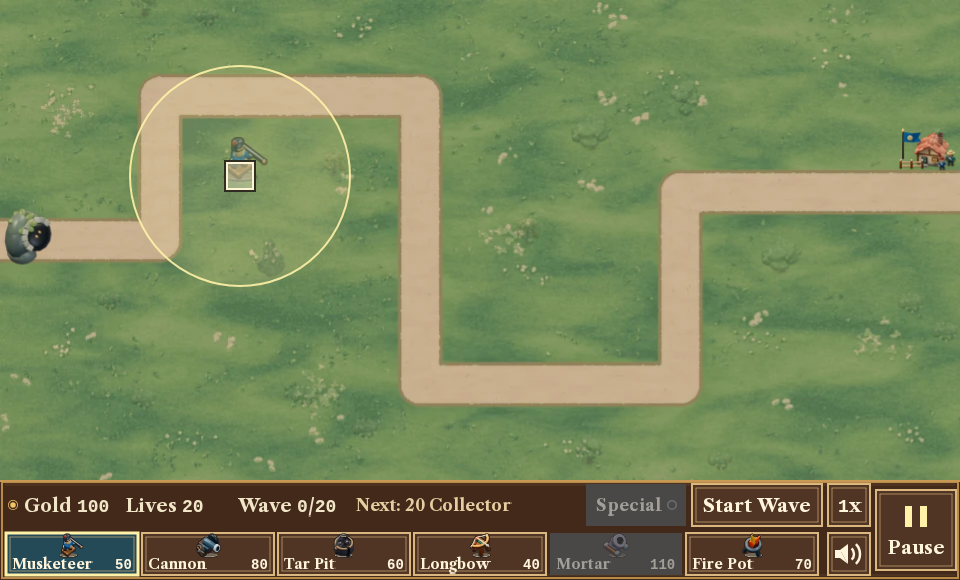 Gold 100 Lives 20 Wave 0/20 Next: 20 Collector Special Start Wave 1x
Pause
Musketeer 50 Cannon 80 Tar Pit 60 Longbow 40 Mortar 110 Fire Pot 70